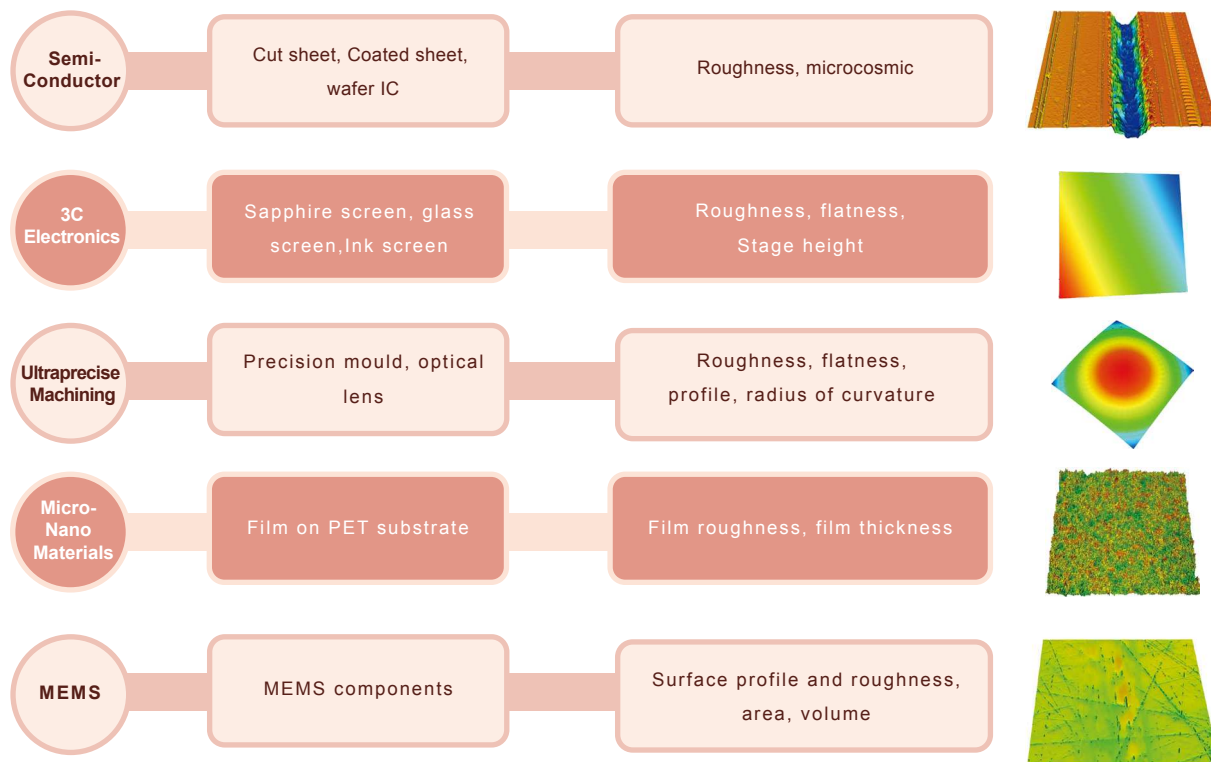 Semi-
Conductor
Cut sheet, Coated sheet,
wafer IC
Roughness, microcosmic
3C
Electronics
Sapphire screen, glass
screen,Ink screen
Roughness, flatness,
Stage height
Ultraprecise
Machining
Precision mould, optical
lens
Roughness, flatness,
profile, radius of curvature
Micro-
Nano
Materials
Film on PET substrate
Film roughness, film thickness
MEMS
MEMS components
Surface profile and roughness,
area, volume